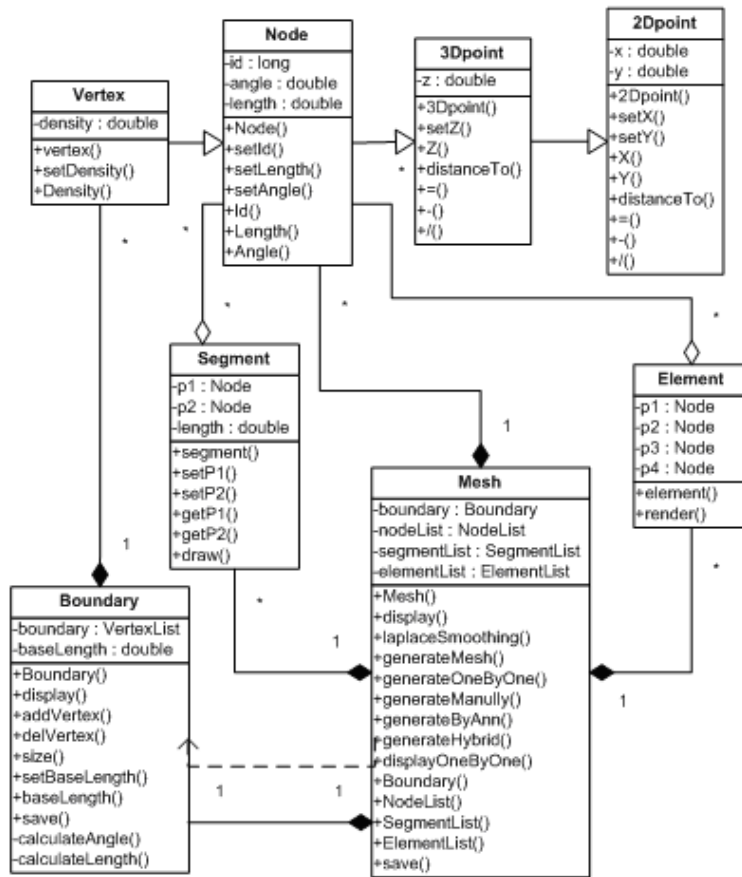 Vertex
-density : double
+vertex()
+setDensity()
+Density()
Node
-id : long
-angle : double
-length : double
+Node()
+setId()
+setLength()
+setAngle()
+Id()
+Length()
+Angle()
3Dpoint
-z : double
+3Dpoint()
+setZ()
+Z()
+distanceTo()
+=()
+-()
+/()
2Dpoint
-x : double
-y : double
+2Dpoint()
+setX()
+setY()
+X()
+Y()
+distanceTo()
+=()
+-()
+/()
*
*
*
*
*
*
Segment
-p1 : Node
-p2 : Node
-length : double
+segment()
+setP1()
+setP2()
+getP1()
+getP2()
+draw()
Element
-p1 : Node
-p2 : Node
-p3 : Node
-p4 : Node
+element()
+render()
1
1
*
*
1
1
Boundary
-boundary : VertexList
-baseLength : double
+Boundary()
+display()
+addVertex()
+delVertex()
+size()
+setBaseLength()
+baseLength()
+save()
-calculateAngle()
-calculateLength()
1
1
Mesh
-boundary : Boundary
-nodeList : NodeList
-segmentList : SegmentList
-elementList : ElementList
+Mesh()
+display()
+laplaceSmoothing()
+generateMesh()
+generateOneByOne()
+generateManully()
+generateByAnn()
+generateHybrid()
+displayOneByOne()
+Boundary()
+NodeList()
+SegmentList()
+ElementList()
+save()